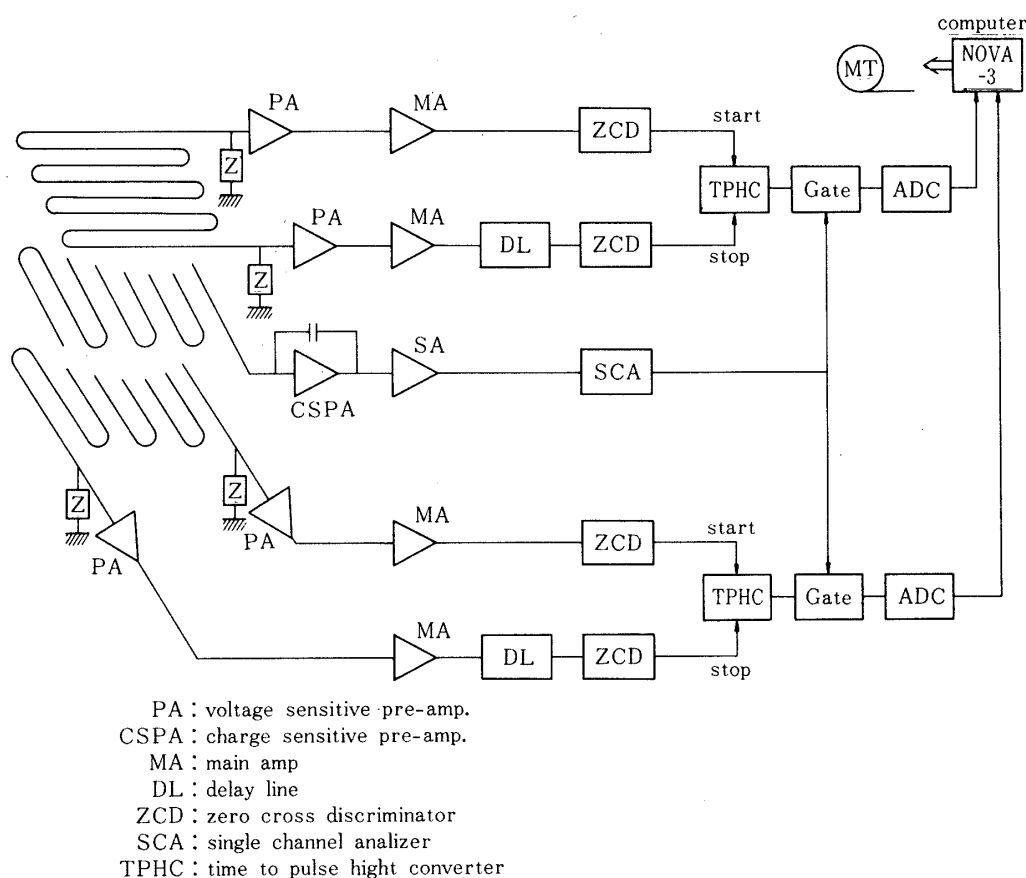 computer
NOVA
-3
MT
PA
MA
ZCD
start
Z
TPHC
Gate
ADC
PA
MA
DL
ZCD
stop
Z
SA
SCA
CSPA
Z
Z
PA
MA
ZCD
start
PA
TPHC
Gate
ADC
MA
DL
ZCD
stop
PA : voltage sensitive pre-amp.
CSPA : charge sensitive pre-amp.
MA : main amp
DL : delay line
ZCD : zero cross discriminator
SCA : single channel analizer
TPHC : time to pulse hight converter